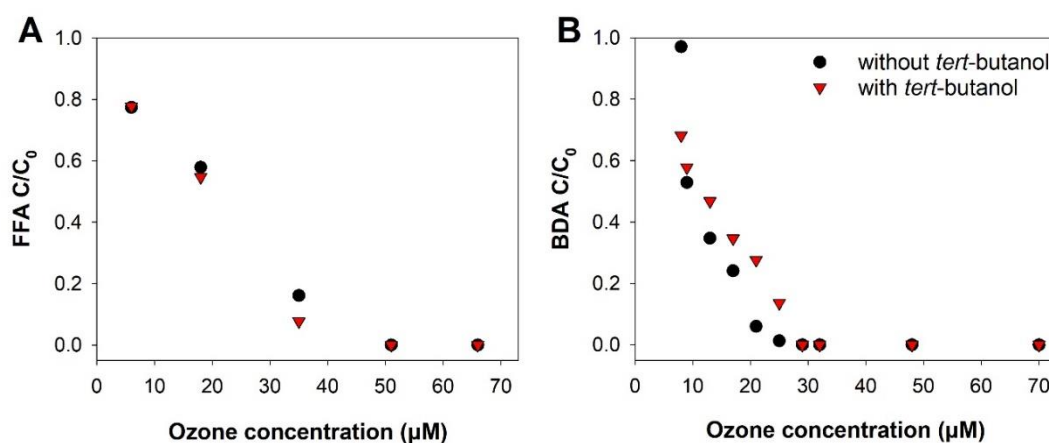 A
B
1.0
0.8
0.6
0.4
0.2
0.0
FFA C/C₀
0 10 20 30 40 50 60 70
Ozone concentration (µM)
1.0
0.8
0.6
0.4
0.2
0.0
BDA C/C₀
without tert-butanol
with tert-butanol
0 10 20 30 40 50 60 70
Ozone concentration (µM)